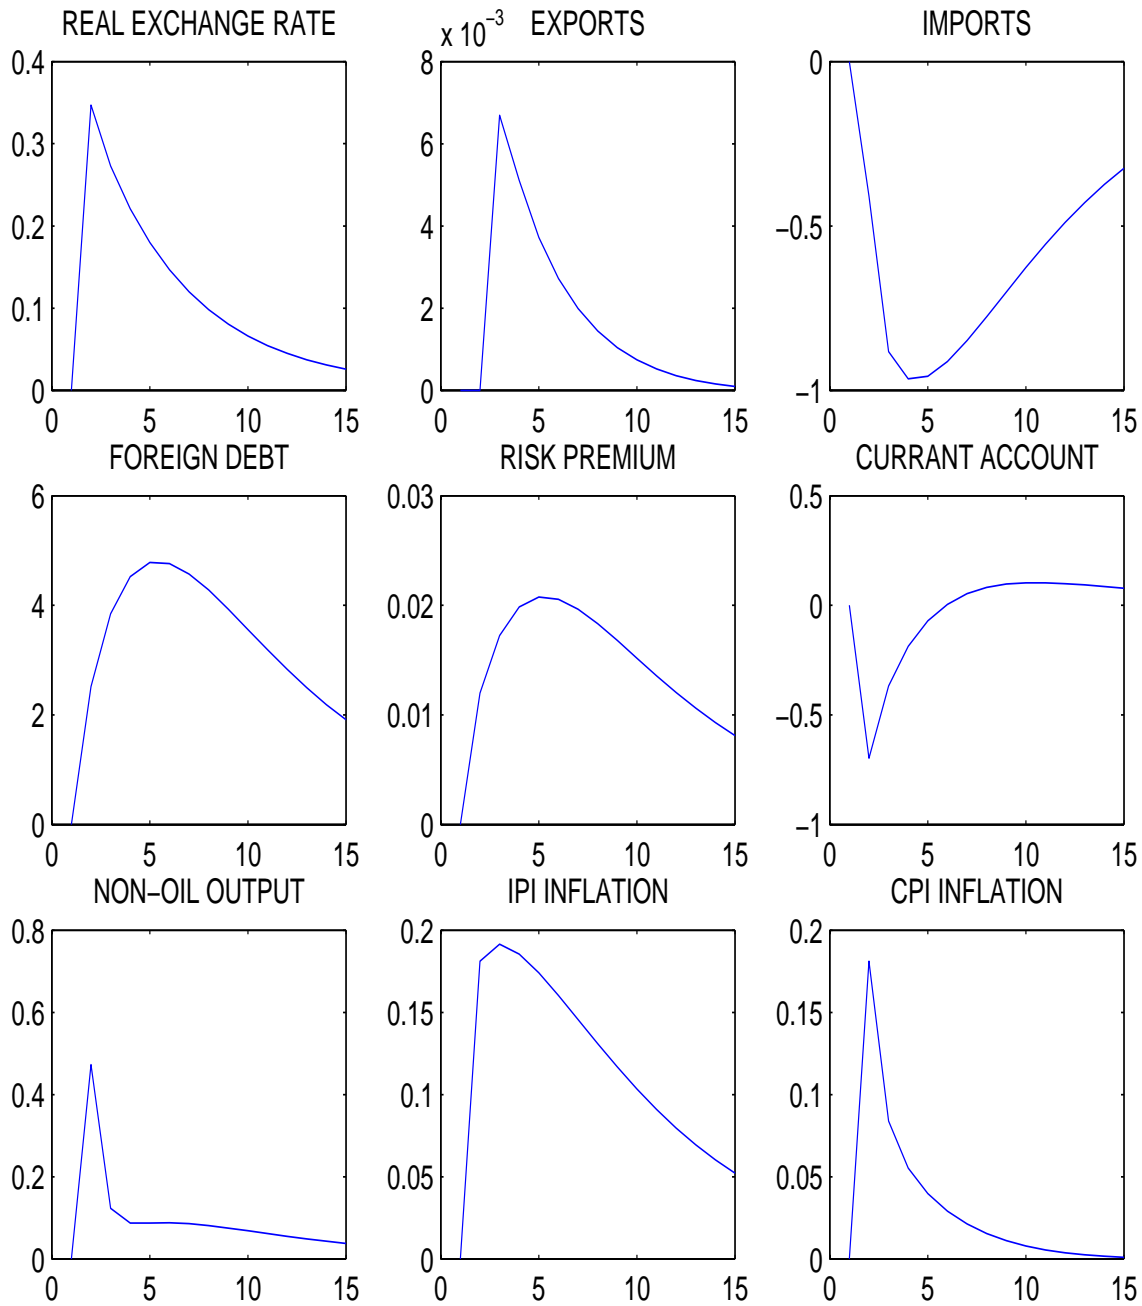 REAL EXCHANGE RATE
0.4
0.3
0.2
0.1
0
0 5 10 15
x 10⁻³ EXPORTS
8
6
4
2
0
0 5 10 15
IMPORTS
0
−0.5
−1
0 5 10 15
FOREIGN DEBT
6
4
2
0
0 5 10 15
RISK PREMIUM
0.03
0.02
0.01
0
0 5 10 15
CURRANT ACCOUNT
0.5
0
−0.5
−1
0 5 10 15
NON−OIL OUTPUT
0.8
0.6
0.4
0.2
0
0 5 10 15
IPI INFLATION
0.2
0.15
0.1
0.05
0
0 5 10 15
CPI INFLATION
0.2
0.15
0.1
0.05
0
0 5 10 15